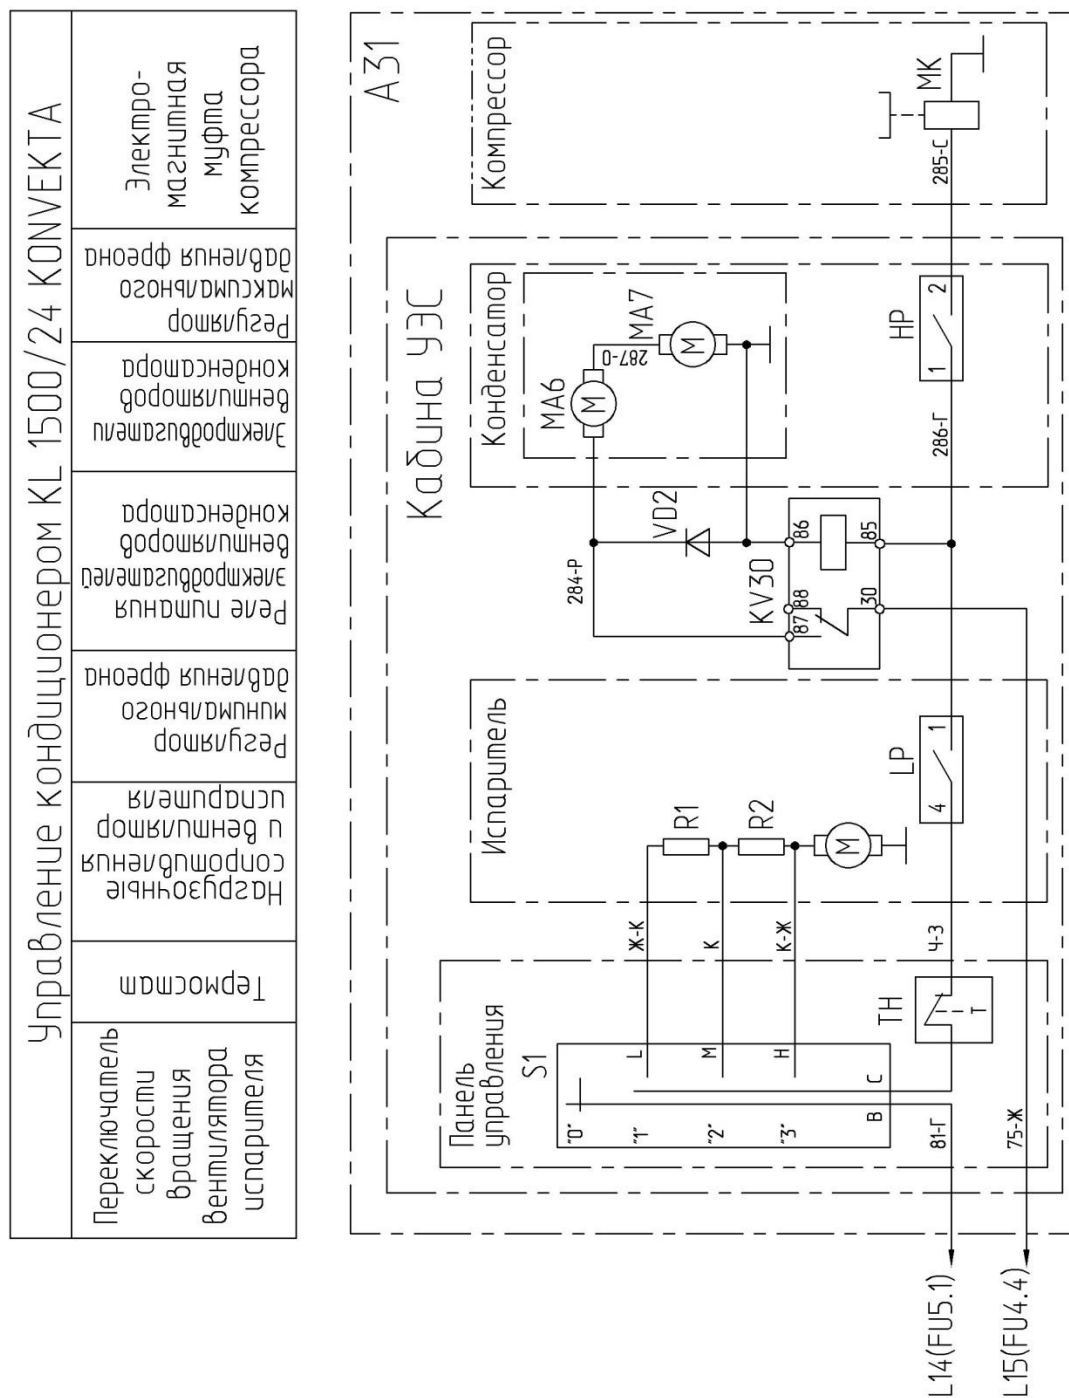 Управление кондиционером KL 1500/24 KONVEKTA
Переключатель
скорости
вращения
вентилятора
испарителя
Термостат
Нагрузочные
сопротивления
и вентилятор
испарителя
Регулятор
минимального
давления фреона
Реле питания
электродвигателей
вентиляторов
конденсатора
Электродвигатели
вентиляторов
конденсатора
Регулятор
максимального
давления фреона
Электро-
магнитная
муфта
компрессора
А31
Кабина УЭС
Панель
управления
S1
"0"
"1"
"2"
"3"
L
M
H
B
C
TH
T
81-Г
75-Ж
L14(FU5.1)
L15(FU4.4)
Испаритель
Ж-К
К
К-Ж
Ч-З
R1
R2
M
LP
4
1
284-Р
VD2
KV30
87
88
30
86
85
Конденсатор
МА6
M
287-О
МА7
M
286-Г
HP
1
2
Компрессор
285-С
МК